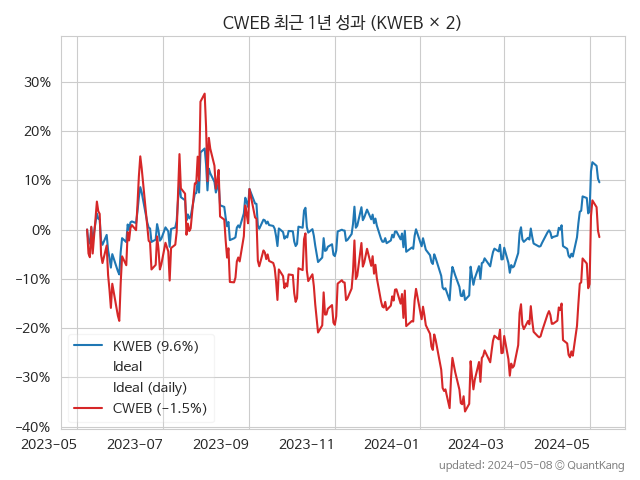 CWEB 최근 1년 성과 (KWEB × 2)
30%
20%
10%
0%
−10%
−20%
−30%
−40%
KWEB (9.6%)
Ideal
Ideal (daily)
CWEB (−1.5%)
2023-05
2023-07
2023-09
2023-11
2024-01
2024-03
2024-05
updated: 2024-05-08 ⓒ QuantKang